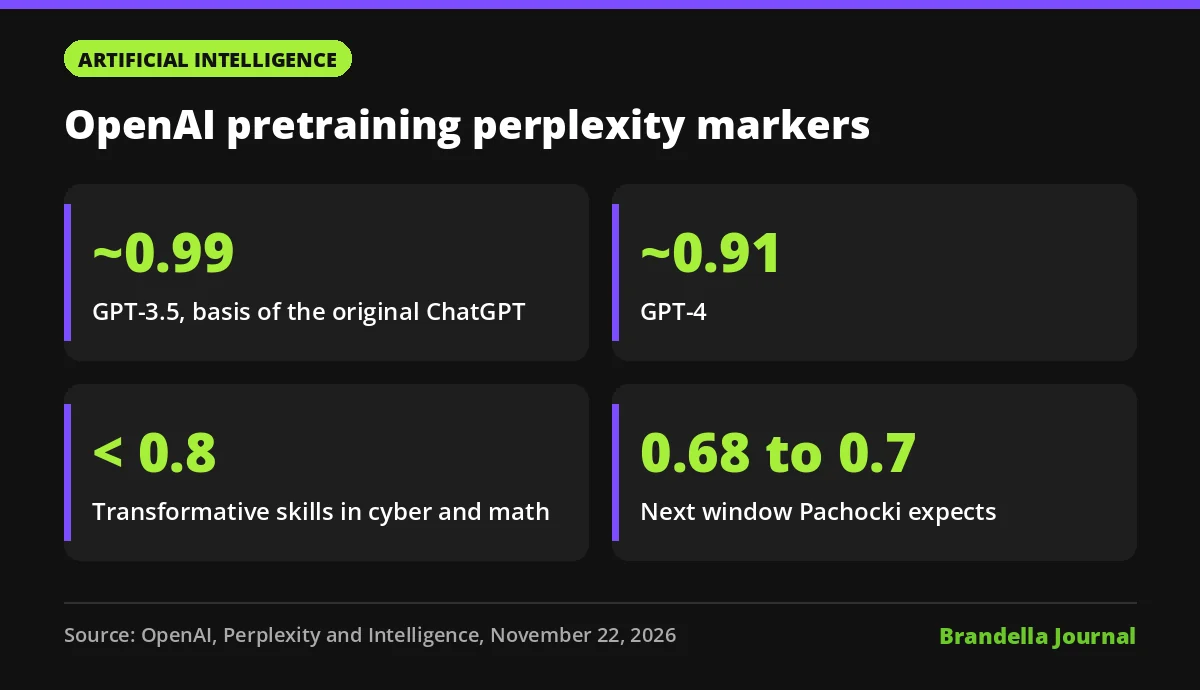 ARTIFICIAL INTELLIGENCE
OpenAI pretraining perplexity markers
~0.99
GPT-3.5, basis of the original ChatGPT
~0.91
GPT-4
< 0.8
Transformative skills in cyber and math
0.68 to 0.7
Next window Pachocki expects
Source: OpenAI, Perplexity and Intelligence, November 22, 2026
Brandella Journal